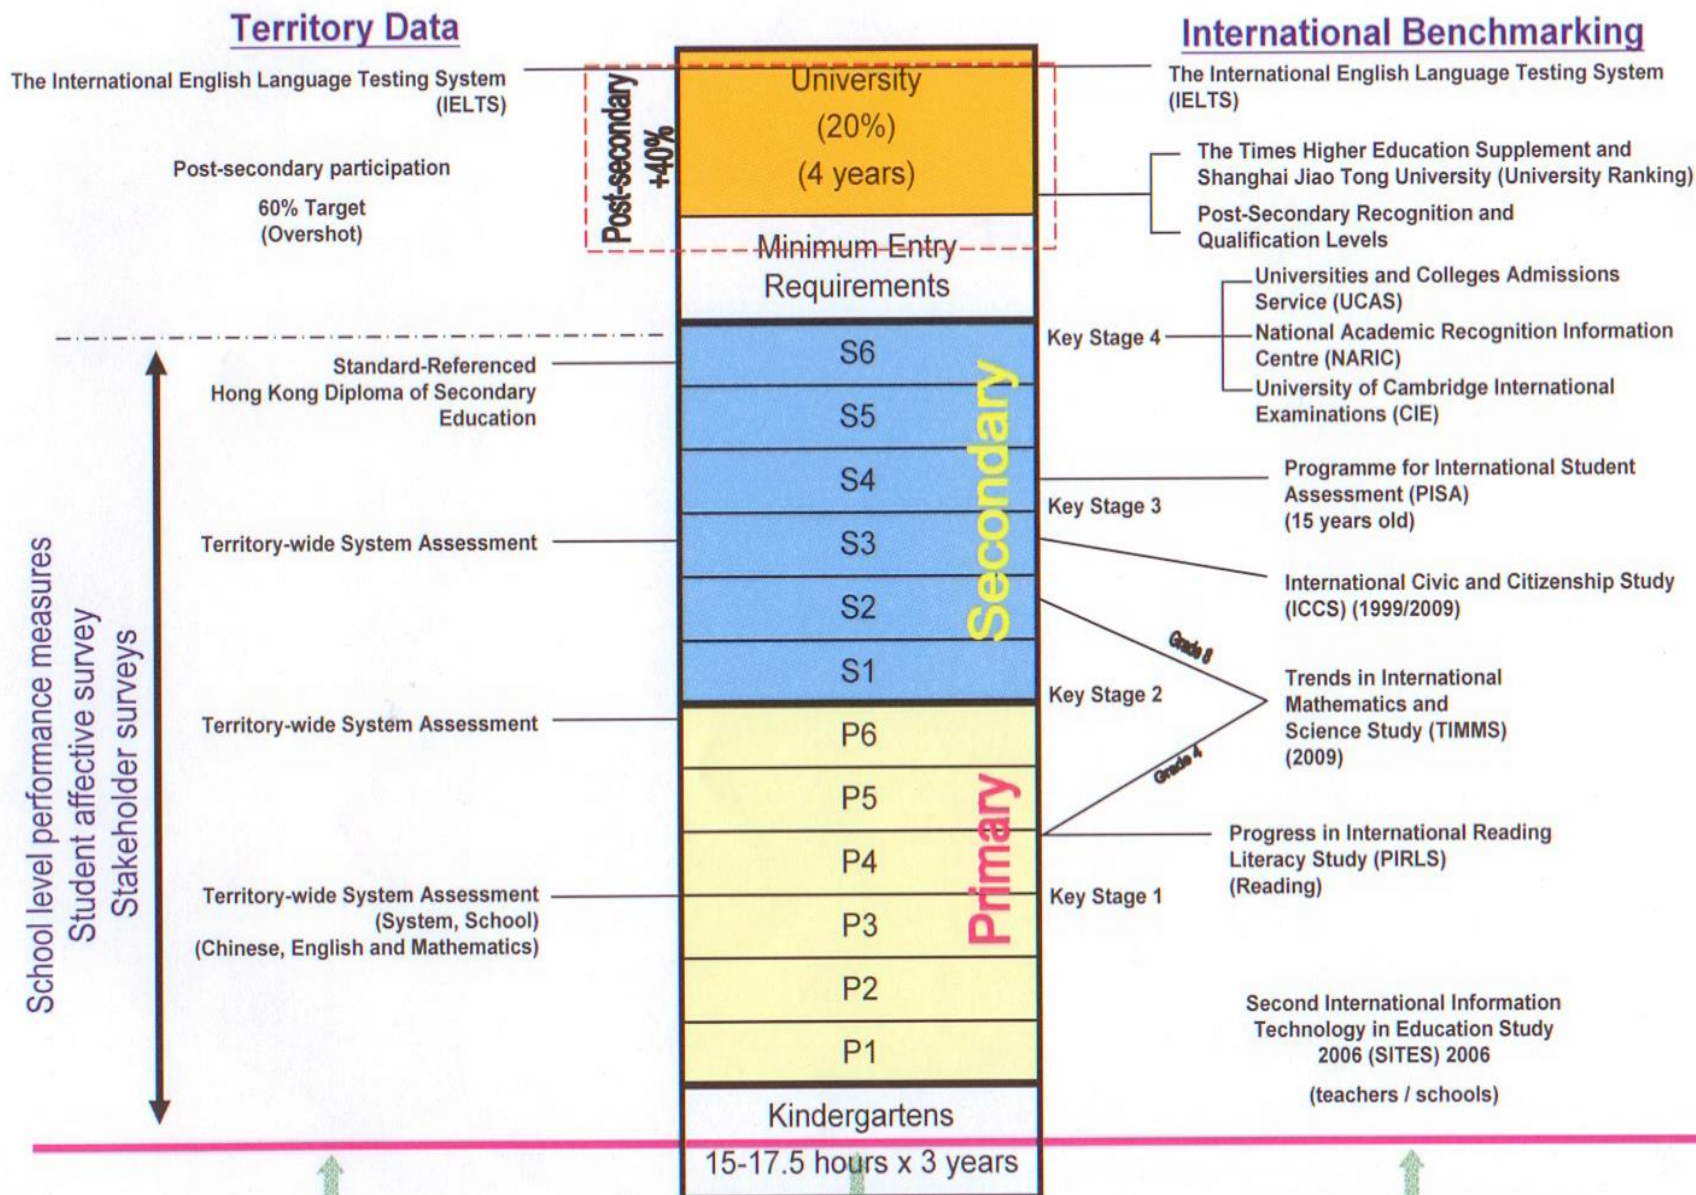 Territory Data
The International English Language Testing System
(IELTS)
Post-secondary participation
60% Target
(Overshot)
Standard-Referenced
Hong Kong Diploma of Secondary
Education
Territory-wide System Assessment
Territory-wide System Assessment
Territory-wide System Assessment
(System, School)
(Chinese, English and Mathematics)
School level performance measures
Student affective survey
Stakeholder surveys
Post-secondary
+40%
University
(20%)
(4 years)
Minimum Entry
Requirements
S6
S5
S4
S3
S2
S1
Secondary
P6
P5
P4
P3
P2
P1
Primary
Kindergartens
15-17.5 hours x 3 years
Key Stage 4
Key Stage 3
Key Stage 2
Key Stage 1
International Benchmarking
The International English Language Testing System
(IELTS)
The Times Higher Education Supplement and
Shanghai Jiao Tong University (University Ranking)
Post-Secondary Recognition and
Qualification Levels
Universities and Colleges Admissions
Service (UCAS)
National Academic Recognition Information
Centre (NARIC)
University of Cambridge International
Examinations (CIE)
Programme for International Student
Assessment (PISA)
(15 years old)
International Civic and Citizenship Study
(ICCS) (1999/2009)
Grade 8
Grade 4
Trends in International
Mathematics and
Science Study (TIMMS)
(2009)
Progress in International Reading
Literacy Study (PIRLS)
(Reading)
Second International Information
Technology in Education Study
2006 (SITES) 2006
(teachers / schools)